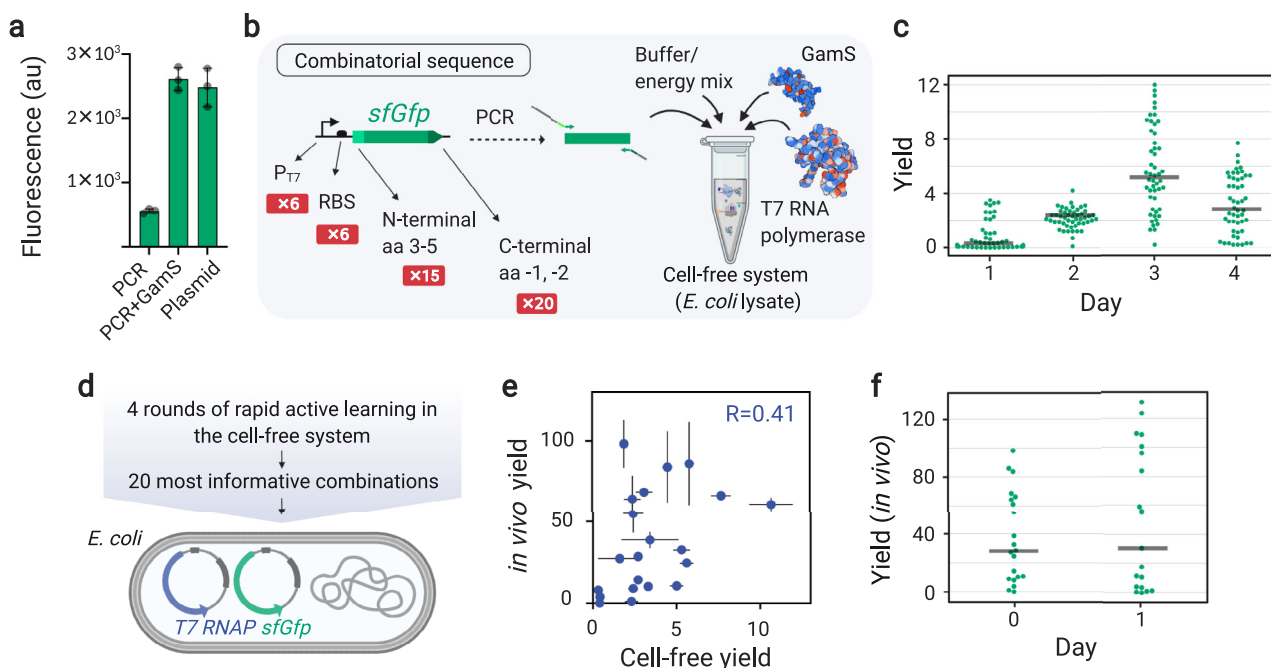 a
Fluorescence (au)
3×10³
2×10³
1×10³
PCR
PCR+GamS
Plasmid
b
Combinatorial sequence
sfGfp
PCR
P_T7
×6
RBS
×6
N-terminal
aa 3-5
×15
C-terminal
aa -1, -2
×20
Buffer/
energy mix
GamS
T7 RNA
polymerase
Cell-free system
(E. coli lysate)
c
Yield
12
8
4
0
1 2 3 4
Day
d
4 rounds of rapid active learning in
the cell-free system
20 most informative combinations
E. coli
T7 RNAP sfGfp
e
R=0.41
in vivo yield
100
50
0
0 5 10
Cell-free yield
f
Yield (in vivo)
120
80
40
0
0 1
Day